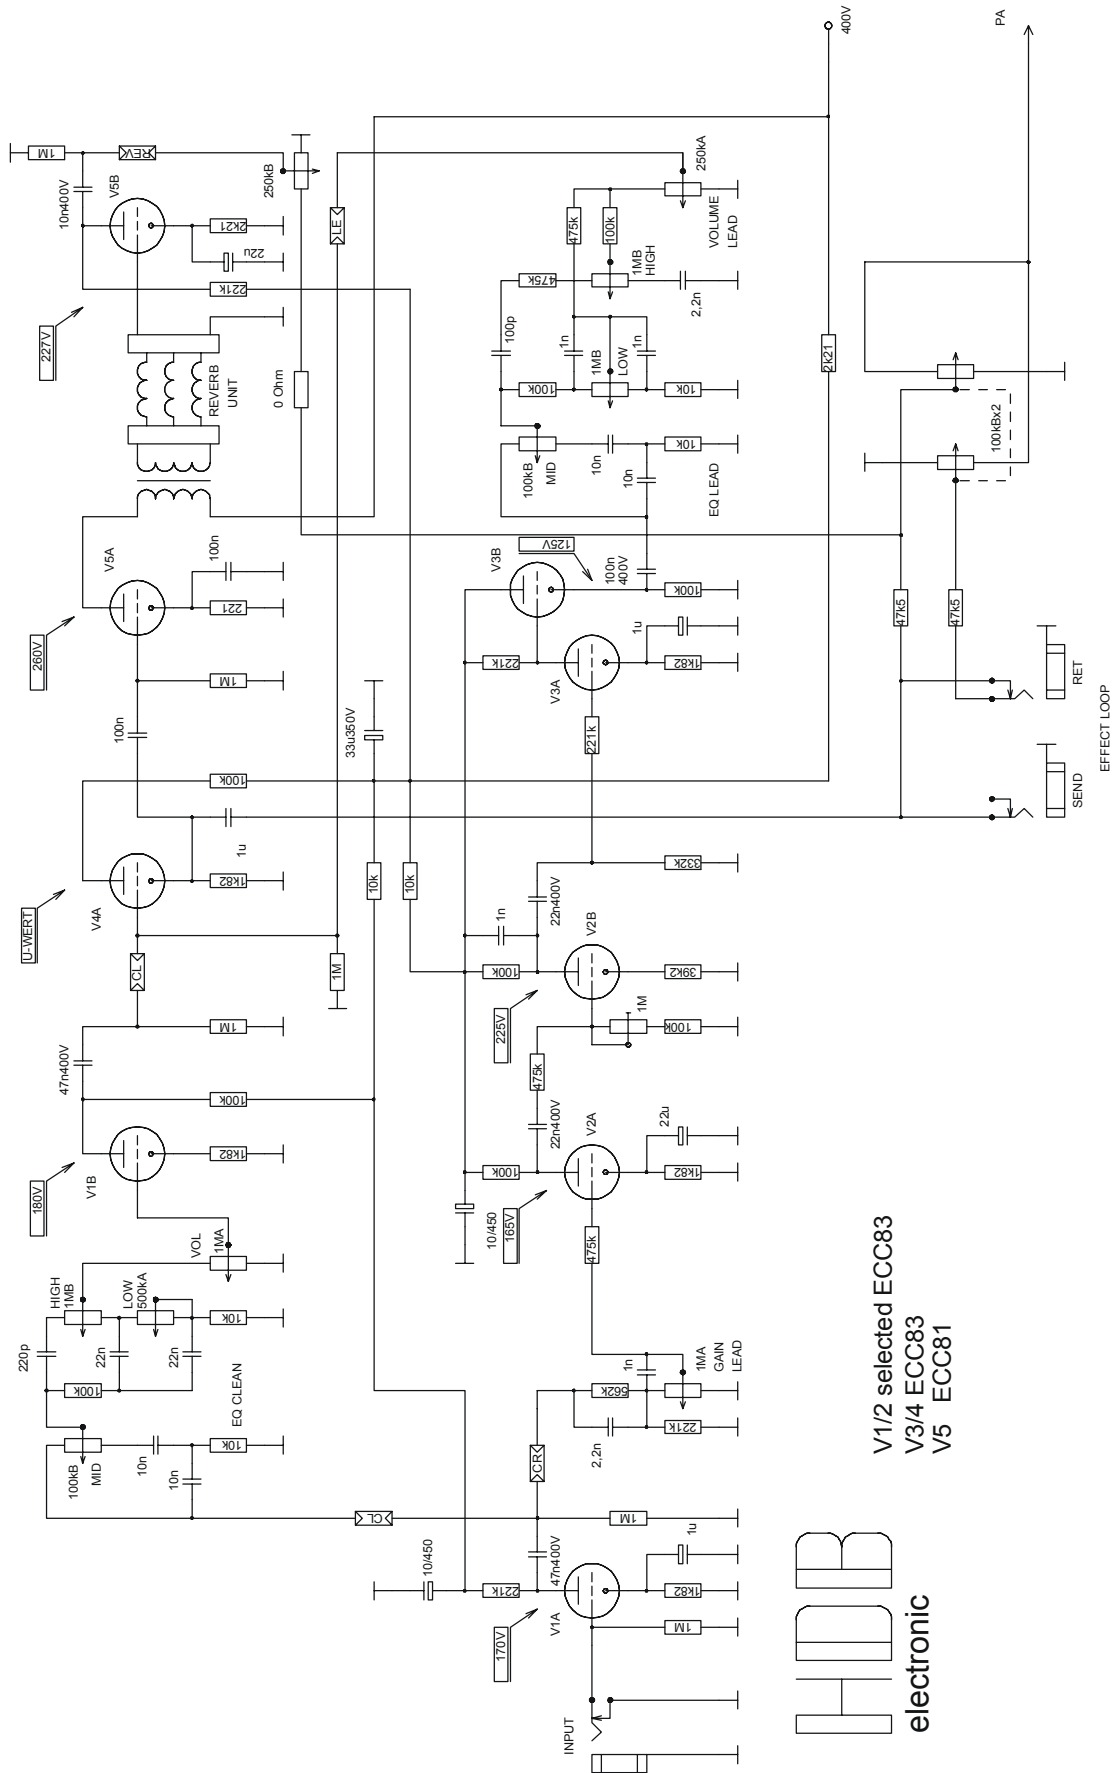 1M
REV
10n400V
V5B
250kB
2k21
22u
221k
227V
REVERB
UNIT
0 Ohm
LE
400V
PA
250kA
VOLUME
LEAD
475k
100k
1MB
HIGH
475k
2,2n
100p
1n
1MB
LOW
1n
100k
10k
100kB
MID
10n
10n
10k
EQ LEAD
2k21
100kBx2
V5A
260V
100n
221
1M
100n
V3B
125V
100n
400V
100k
221k
V3A
1u
1k82
221k
47k5
47k5
RET
SEND
EFFECT LOOP
33u350V
100k
1u
1k82
V4A
U-WERT
CL
1M
1M
10k
10k
332k
22n400V
1n
V2B
100k
225V
39k2
1M
100k
475k
47n400V
100k
1k82
V1B
180V
22n400V
V2A
22u
100k
1k82
10/450
165V
475k
VOL
1MA
HIGH
1MB
LOW
500kA
220p
22n
22n
10k
100k
EQ CLEAN
100kB
MID
10n
10n
10k
CL
CR
1n
562k
1MA
GAIN
LEAD
2,2n
221k
10/450
47n400V
1M
221k
V1A
170V
1u
1k82
1M
INPUT
V1/2 selected ECC83
V3/4 ECC83
V5 ECC81
HDB
electronic